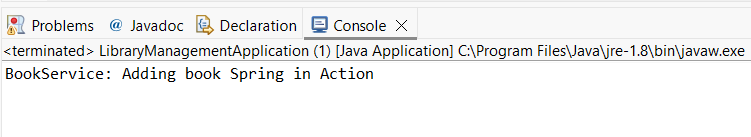 Problems @ Javadoc Declaration Console
<terminated> LibraryManagementApplication (1) [Java Application] C:\Program Files\Java\jre-1.8\bin\javaw.exe
BookService: Adding book Spring in Action